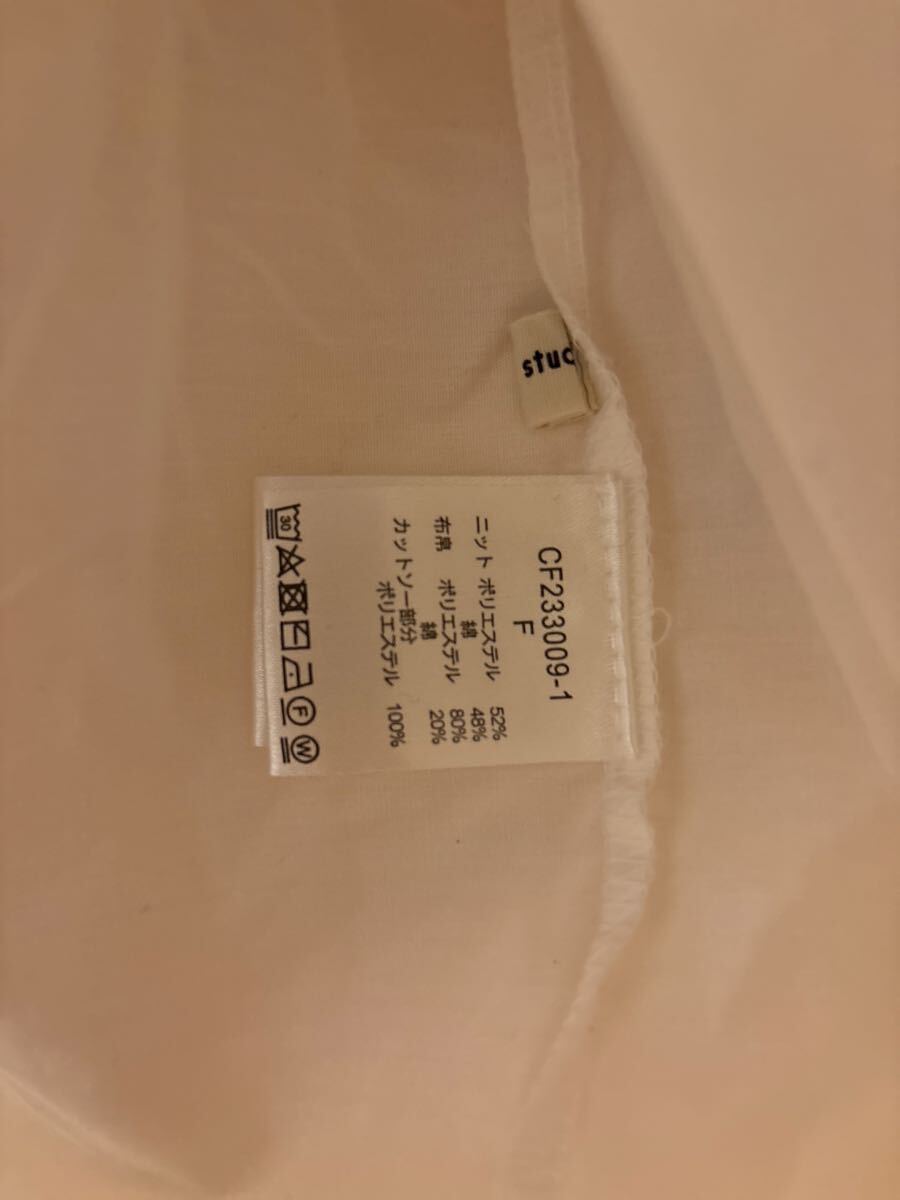 stud
CF233009-1
F
ニット ポリエステル 52%
綿 48%
布帛 ポリエステル 80%
綿 20%
カットソー部分
ポリエステル 100%
30
F
W